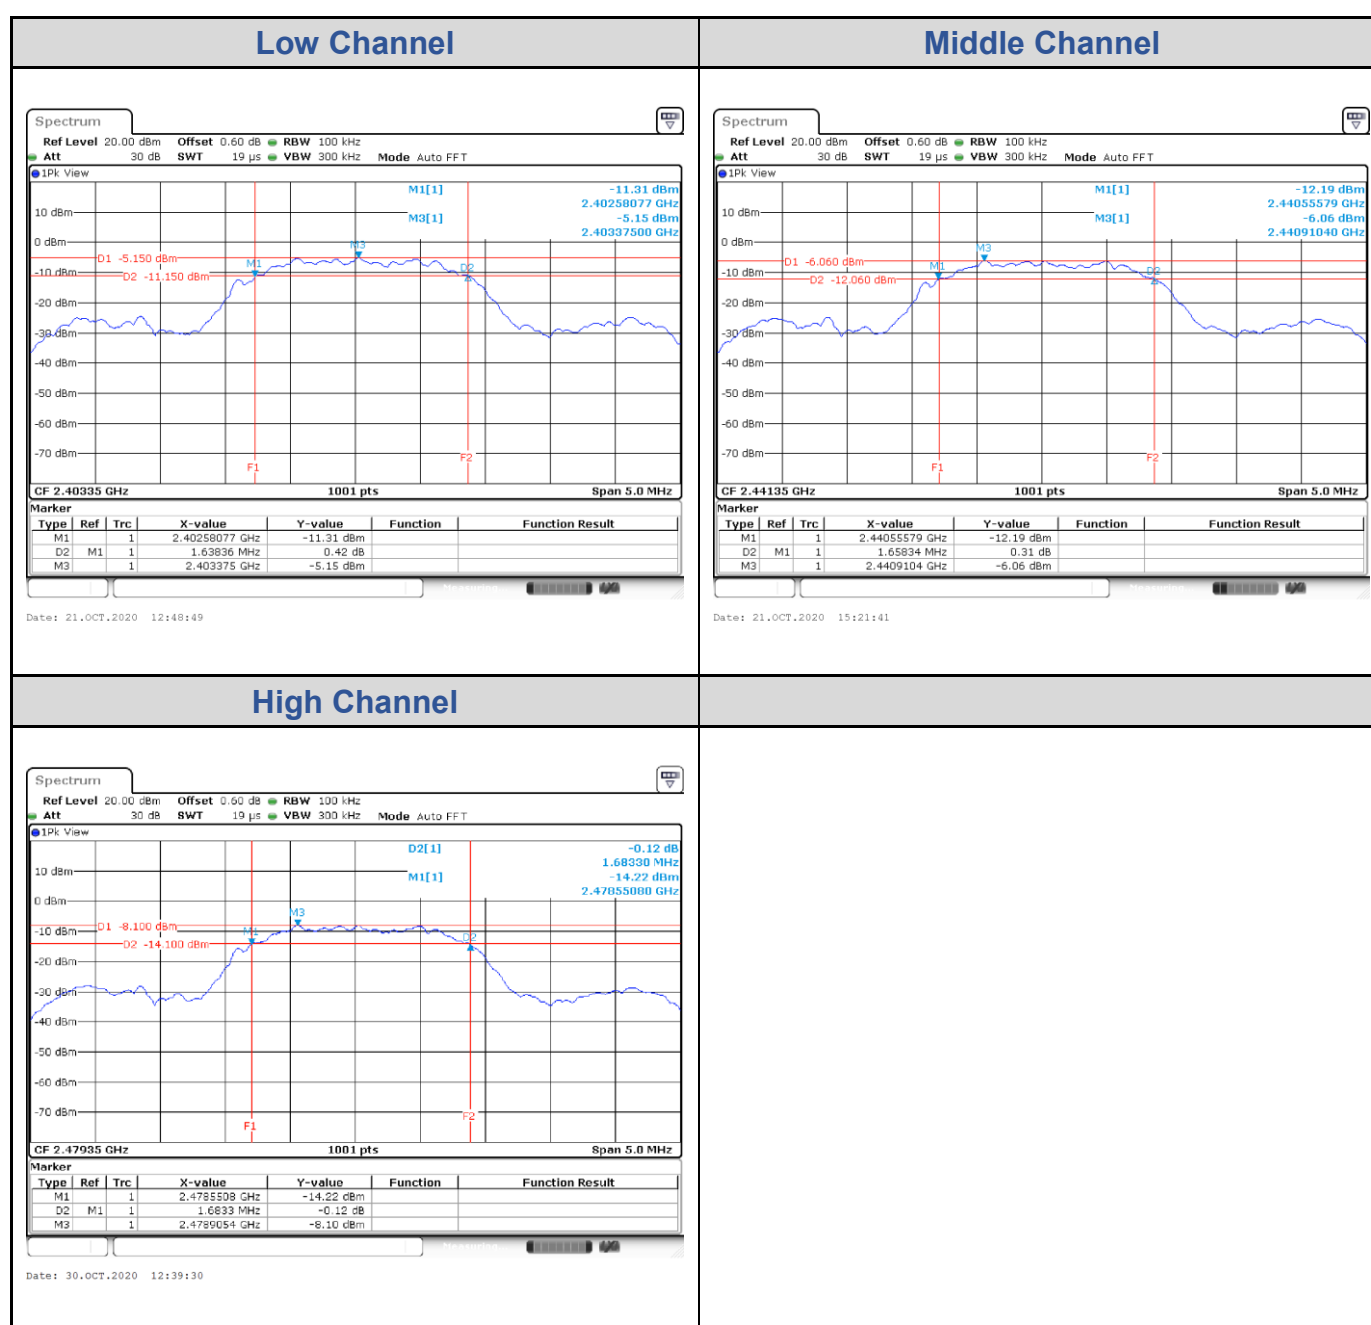 Low Channel
Middle Channel
Spectrum
Ref Level 20.00 dBm Offset 0.60 dB RBW 100 kHz
Att 30 dB SWT 19 µs VBW 300 kHz Mode Auto FFT
1Pk View
M1[1] -11.31 dBm
2.40258077 GHz
M3[1] -5.15 dBm
2.40337500 GHz
10 dBm
0 dBm
M3
D1 -5.150 dBm
M1
D2
-10 dBm
D2 -11.150 dBm
-20 dBm
-30 dBm
-40 dBm
-50 dBm
-60 dBm
-70 dBm
F1
F2
CF 2.40335 GHz 1001 pts Span 5.0 MHz
Marker
Type Ref Trc X-value Y-value Function Function Result
M1 1 2.40258077 GHz -11.31 dBm
D2 M1 1 1.63836 MHz 0.42 dB
M3 1 2.403375 GHz -5.15 dBm
Date: 21.OCT.2020 12:48:49
Spectrum
Ref Level 20.00 dBm Offset 0.60 dB RBW 100 kHz
Att 30 dB SWT 19 µs VBW 300 kHz Mode Auto FFT
1Pk View
M1[1] -12.19 dBm
2.44055579 GHz
M3[1] -6.06 dBm
2.44091040 GHz
10 dBm
0 dBm
M3
D1 -6.060 dBm
M1
D2
-10 dBm
D2 -12.060 dBm
-20 dBm
-30 dBm
-40 dBm
-50 dBm
-60 dBm
-70 dBm
F1
F2
CF 2.44135 GHz 1001 pts Span 5.0 MHz
Marker
Type Ref Trc X-value Y-value Function Function Result
M1 1 2.44055579 GHz -12.19 dBm
D2 M1 1 1.65834 MHz 0.31 dB
M3 1 2.4409104 GHz -6.06 dBm
Date: 21.OCT.2020 15:21:41
High Channel
Spectrum
Ref Level 20.00 dBm Offset 0.60 dB RBW 100 kHz
Att 30 dB SWT 19 µs VBW 300 kHz Mode Auto FFT
1Pk View
D2[1] -0.12 dB
1.68330 MHz
M1[1] -14.22 dBm
2.47855080 GHz
10 dBm
0 dBm
M3
D1 -8.100 dBm
M1
D2
-10 dBm
D2 -14.100 dBm
-20 dBm
-30 dBm
-40 dBm
-50 dBm
-60 dBm
-70 dBm
F1
F2
CF 2.47935 GHz 1001 pts Span 5.0 MHz
Marker
Type Ref Trc X-value Y-value Function Function Result
M1 1 2.4785508 GHz -14.22 dBm
D2 M1 1 1.6833 MHz -0.12 dB
M3 1 2.4789054 GHz -8.10 dBm
Date: 30.OCT.2020 12:39:30